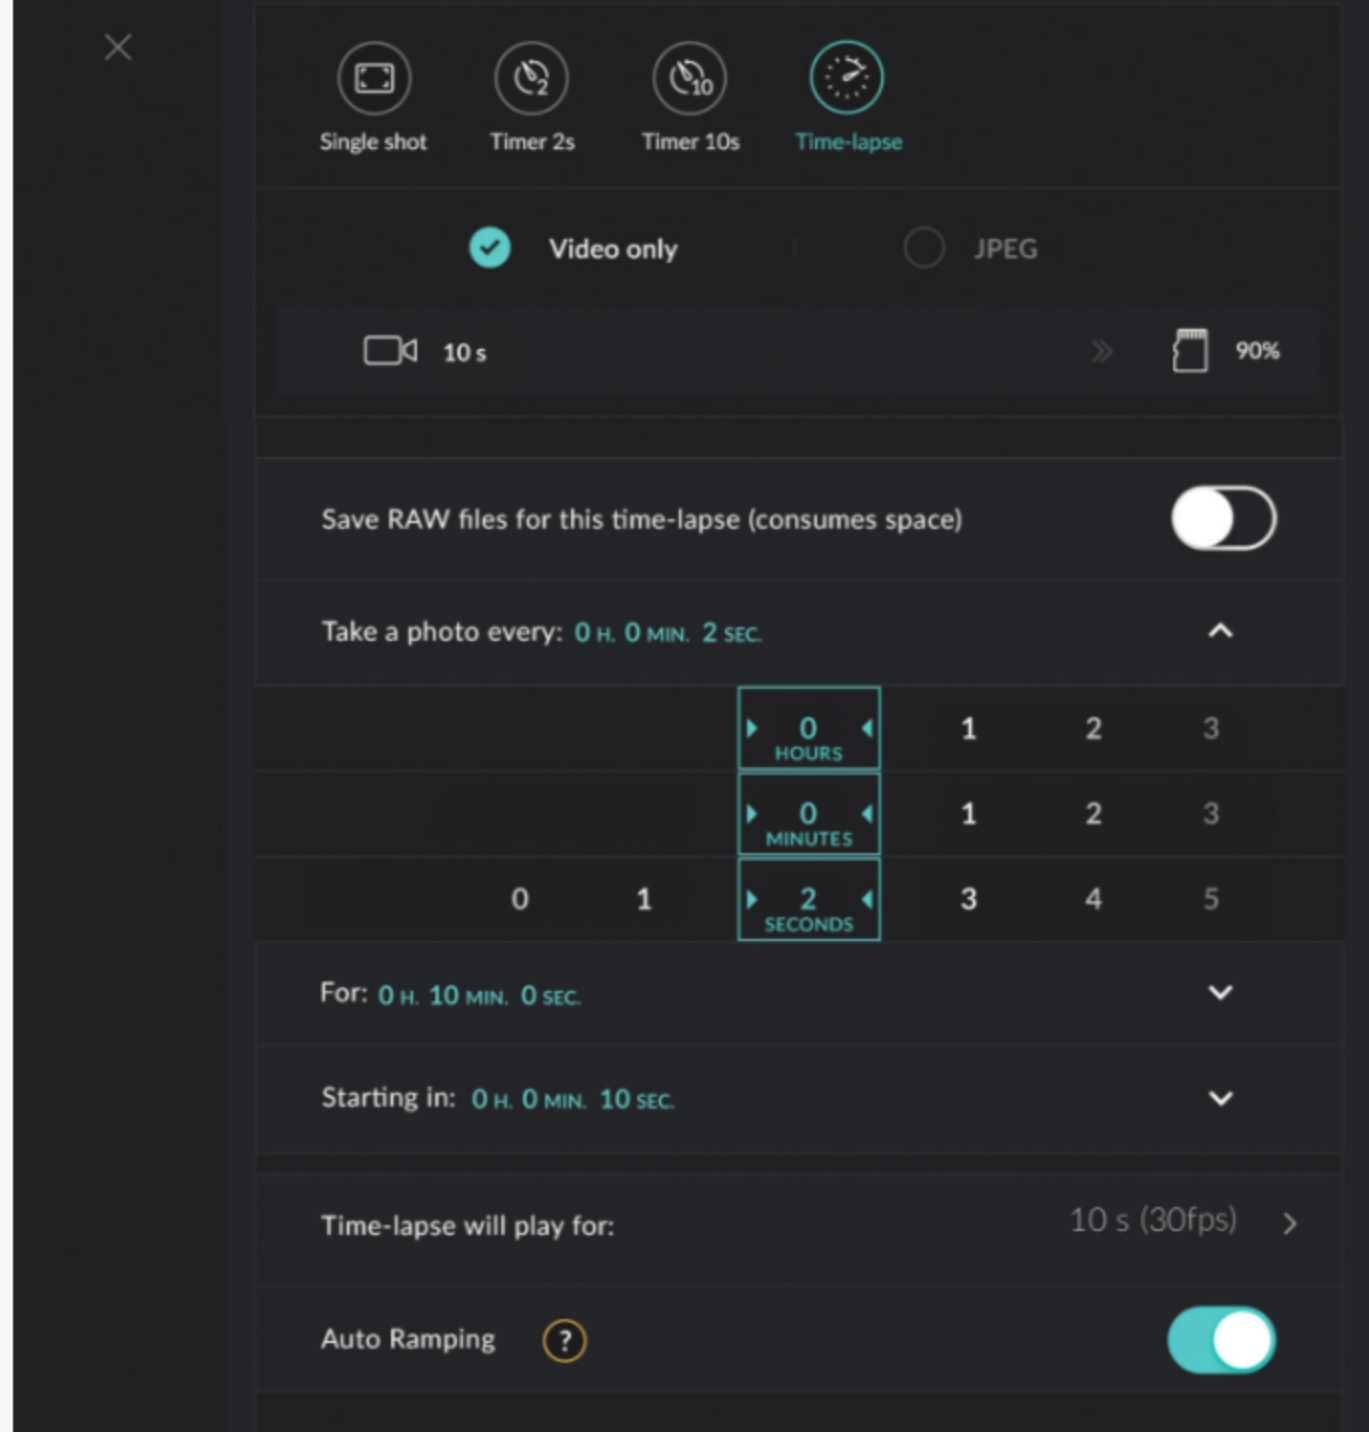 Single shot
Timer 2s
Timer 10s
Time-lapse
Video only
JPEG
10 s
90%
Save RAW files for this time-lapse (consumes space)
Take a photo every: 0 H. 0 MIN. 2 SEC.
0 1 2 3
HOURS
0 1 2 3
MINUTES
0 1 2 3 4 5
SECONDS
For: 0 H. 10 MIN. 0 SEC.
Starting in: 0 H. 0 MIN. 10 SEC.
Time-lapse will play for: 10 s (30fps)
Auto Ramping ?